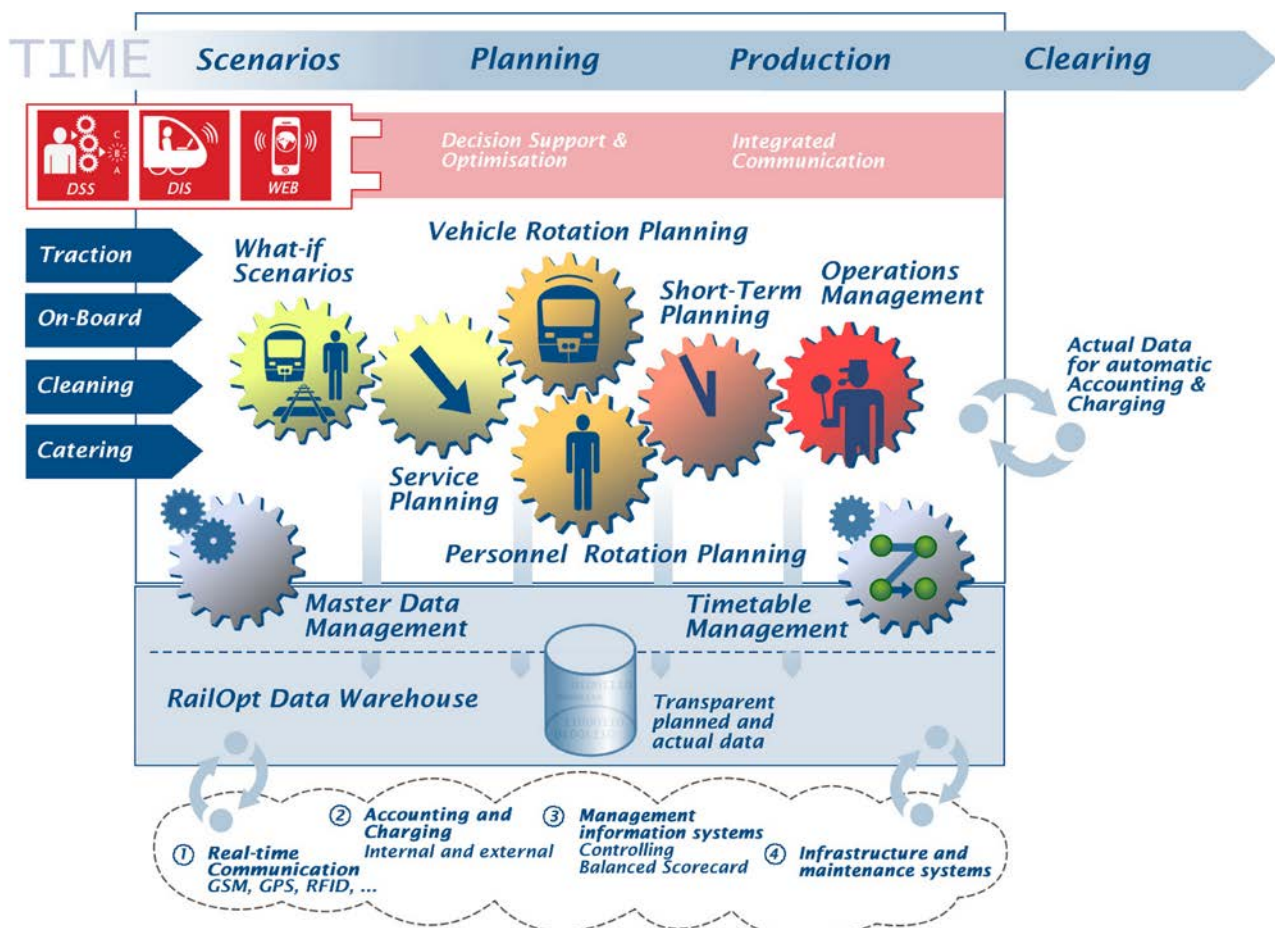 TIME
Scenarios
Planning
Production
Clearing
C
B
A
DSS
DIS
WEB
Decision Support &
Optimisation
Integrated
Communication
Traction
On-Board
Cleaning
Catering
What-if
Scenarios
Vehicle Rotation Planning
Short-Term
Planning
Operations
Management
Service
Planning
Personnel Rotation Planning
Actual Data
for automatic
Accounting &
Charging
Master Data
Management
Timetable
Management
RailOpt Data Warehouse
Transparent
planned and
actual data
1 Real-time
Communication
GSM, GPS, RFID, ...
2 Accounting and
Charging
Internal and external
3 Management
information systems
Controlling
Balanced Scorecard
4 Infrastructure and
maintenance systems